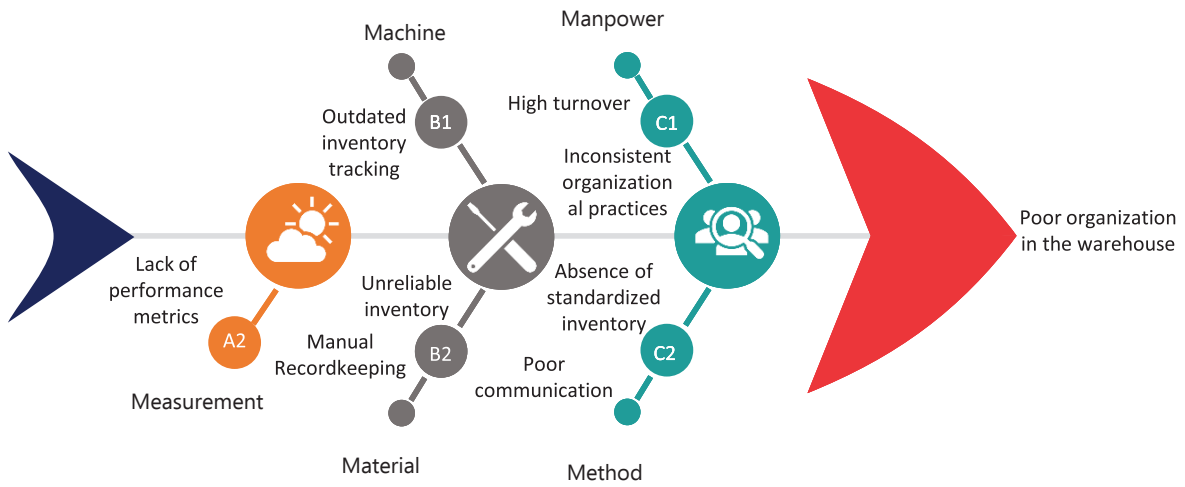 Machine
Manpower
B1
Outdated
inventory
tracking
High turnover
C1
Inconsistent
organization
al practices
Poor organization
in the warehouse
Lack of
performance
metrics
A2
Measurement
Unreliable
inventory
B2
Manual
Recordkeeping
Material
Absence of
standardized
inventory
C2
Poor
communication
Method